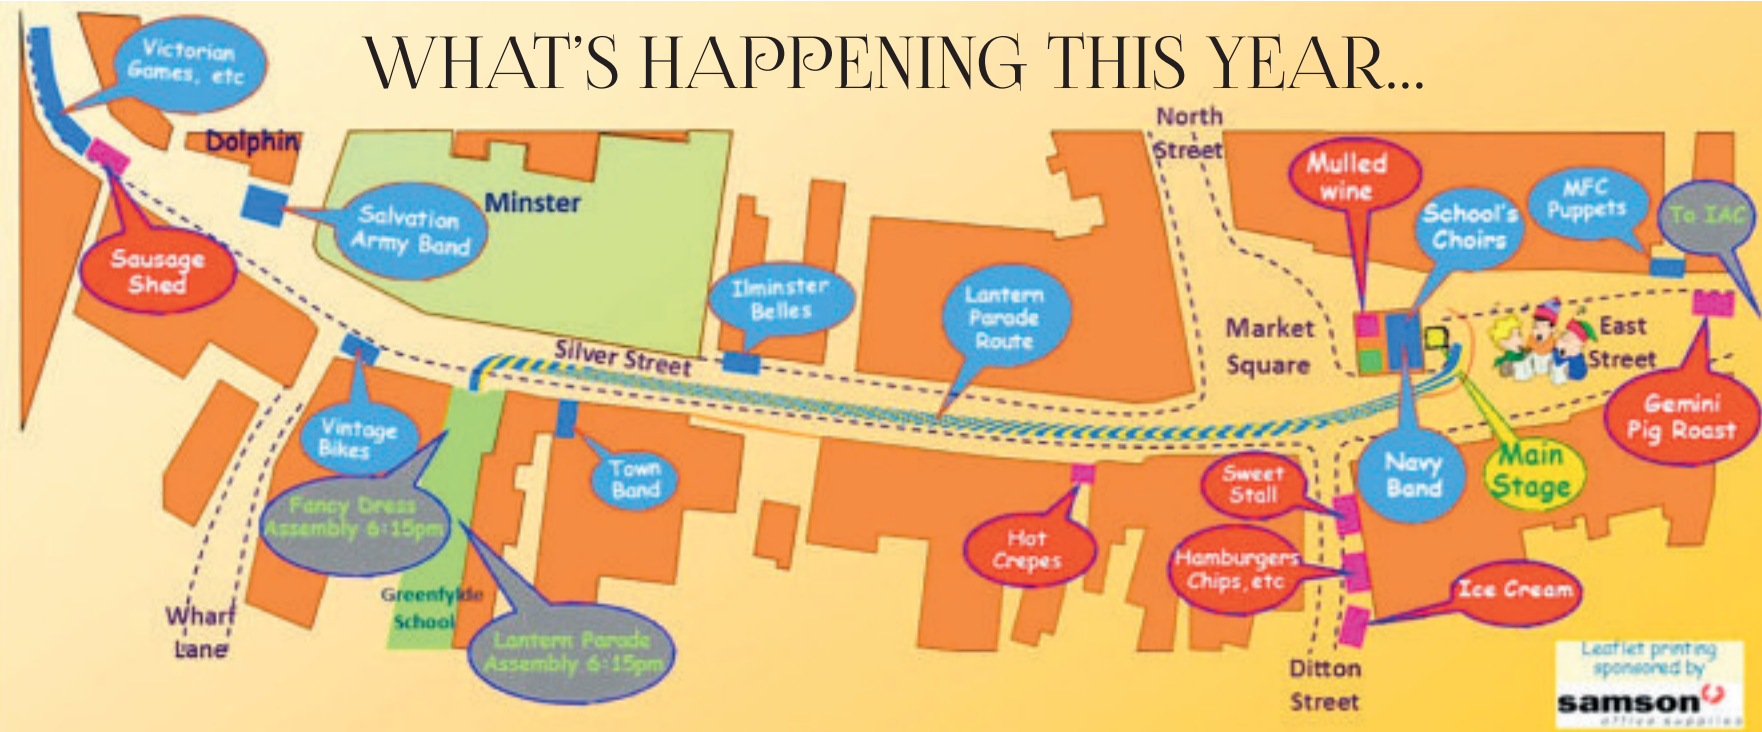 WHAT'S HAPPENING THIS YEAR...
Victorian
Games, etc
Dolphin
Sausage
Shed
Salvation
Army Band
Minster
Silver Street
Ilminster
Belles
Lantern
Parade
Route
North
Street
Market
Square
Mulled
wine
School's
Choirs
MFC
Puppets
To IAC
East
Street
Gemini
Pig Roast
Main
Stage
Navy
Band
Vintage
Bikes
Town
Band
Fancy Dress
Assembly 6:15pm
Greenfylde
School
Lantern Parade
Assembly 6:15pm
Wharf
Lane
Hot
Crepes
Sweet
Stall
Hamburgers
Chips, etc
Ice Cream
Ditton
Street
Leaflet printing
sponsored by
samson
office supplies